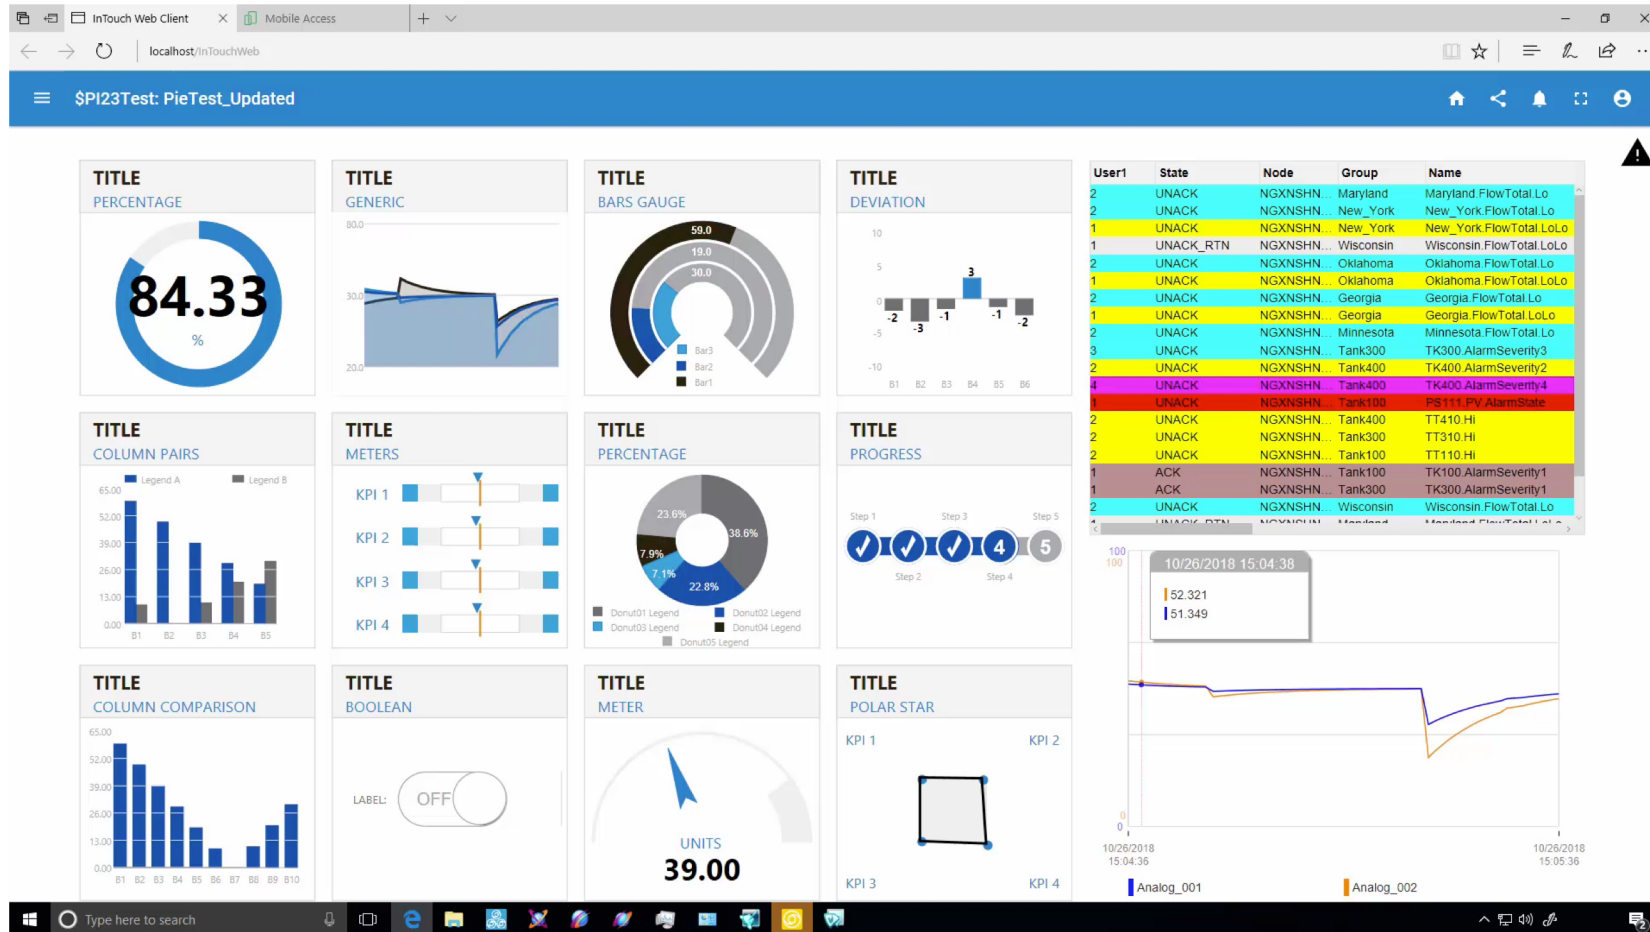 InTouch Web Client
Mobile Access
localhost/InTouchWeb
$PI23Test: PieTest_Updated
TITLE
PERCENTAGE
84.33
%
TITLE
GENERIC
80.0
30.0
20.0
TITLE
BARS GAUGE
59.0
19.0
30.0
Bar3
Bar2
Bar1
TITLE
DEVIATION
10
5
0
-5
-10
-2
-3
-1
3
-1
-2
B1 B2 B3 B4 B5 B6
User1 State Node Group Name
2 UNACK NGXNSHN... Maryland Maryland.FlowTotal.Lo
2 UNACK NGXNSHN... New_York New_York.FlowTotal.Lo
1 UNACK NGXNSHN... New_York New_York.FlowTotal.LoLo
1 UNACK_RTN NGXNSHN... Wisconsin Wisconsin.FlowTotal.LoLo
2 UNACK NGXNSHN... Oklahoma Oklahoma.FlowTotal.Lo
1 UNACK NGXNSHN... Oklahoma Oklahoma.FlowTotal.LoLo
2 UNACK NGXNSHN... Georgia Georgia.FlowTotal.Lo
1 UNACK NGXNSHN... Georgia Georgia.FlowTotal.LoLo
2 UNACK NGXNSHN... Minnesota Minnesota.FlowTotal.Lo
3 UNACK NGXNSHN... Tank300 TK300.AlarmSeverity3
2 UNACK NGXNSHN... Tank400 TK400.AlarmSeverity2
4 UNACK NGXNSHN... Tank400 TK400.AlarmSeverity4
1 UNACK NGXNSHN... Tank100 PS111.PV.AlarmState
2 UNACK NGXNSHN... Tank400 TT410.Hi
2 UNACK NGXNSHN... Tank300 TT310.Hi
2 UNACK NGXNSHN... Tank100 TT110.Hi
1 ACK NGXNSHN... Tank100 TK100.AlarmSeverity1
1 ACK NGXNSHN... Tank300 TK300.AlarmSeverity1
2 UNACK NGXNSHN... Wisconsin Wisconsin.FlowTotal.Lo
TITLE
COLUMN PAIRS
Legend A Legend B
65.00
52.00
39.00
26.00
13.00
0.00
B1 B2 B3 B4 B5
TITLE
METERS
KPI 1
KPI 2
KPI 3
KPI 4
TITLE
PERCENTAGE
23.6%
38.6%
7.9%
7.1%
22.8%
Donut01 Legend Donut02 Legend
Donut03 Legend Donut04 Legend
Donut05 Legend
TITLE
PROGRESS
Step 1 Step 3 Step 5
4 5
Step 2 Step 4
100
100
10/26/2018 15:04:38
52.321
51.349
0
0
10/26/2018
15:04:36
10/26/2018
15:05:36
Analog_001 Analog_002
TITLE
COLUMN COMPARISON
65.00
52.00
39.00
26.00
13.00
0.00
B1 B2 B3 B4 B5 B6 B7 B8 B9 B10
TITLE
BOOLEAN
LABEL: OFF
TITLE
METER
UNITS
39.00
TITLE
POLAR STAR
KPI 1 KPI 2
KPI 3 KPI 4
Type here to search
2